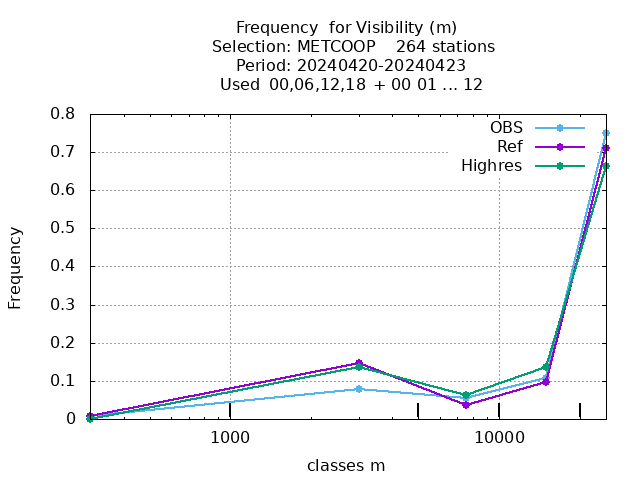 Frequency  for Visibility (m)
Selection: METCOOP    264 stations
Period: 20240420-20240423
Used  00,06,12,18  + 00 01 ... 12
OBS
Ref
Highres
Frequency
0.8
0.7
0.6
0.5
0.4
0.3
0.2
0.1
0
1000
10000
classes m